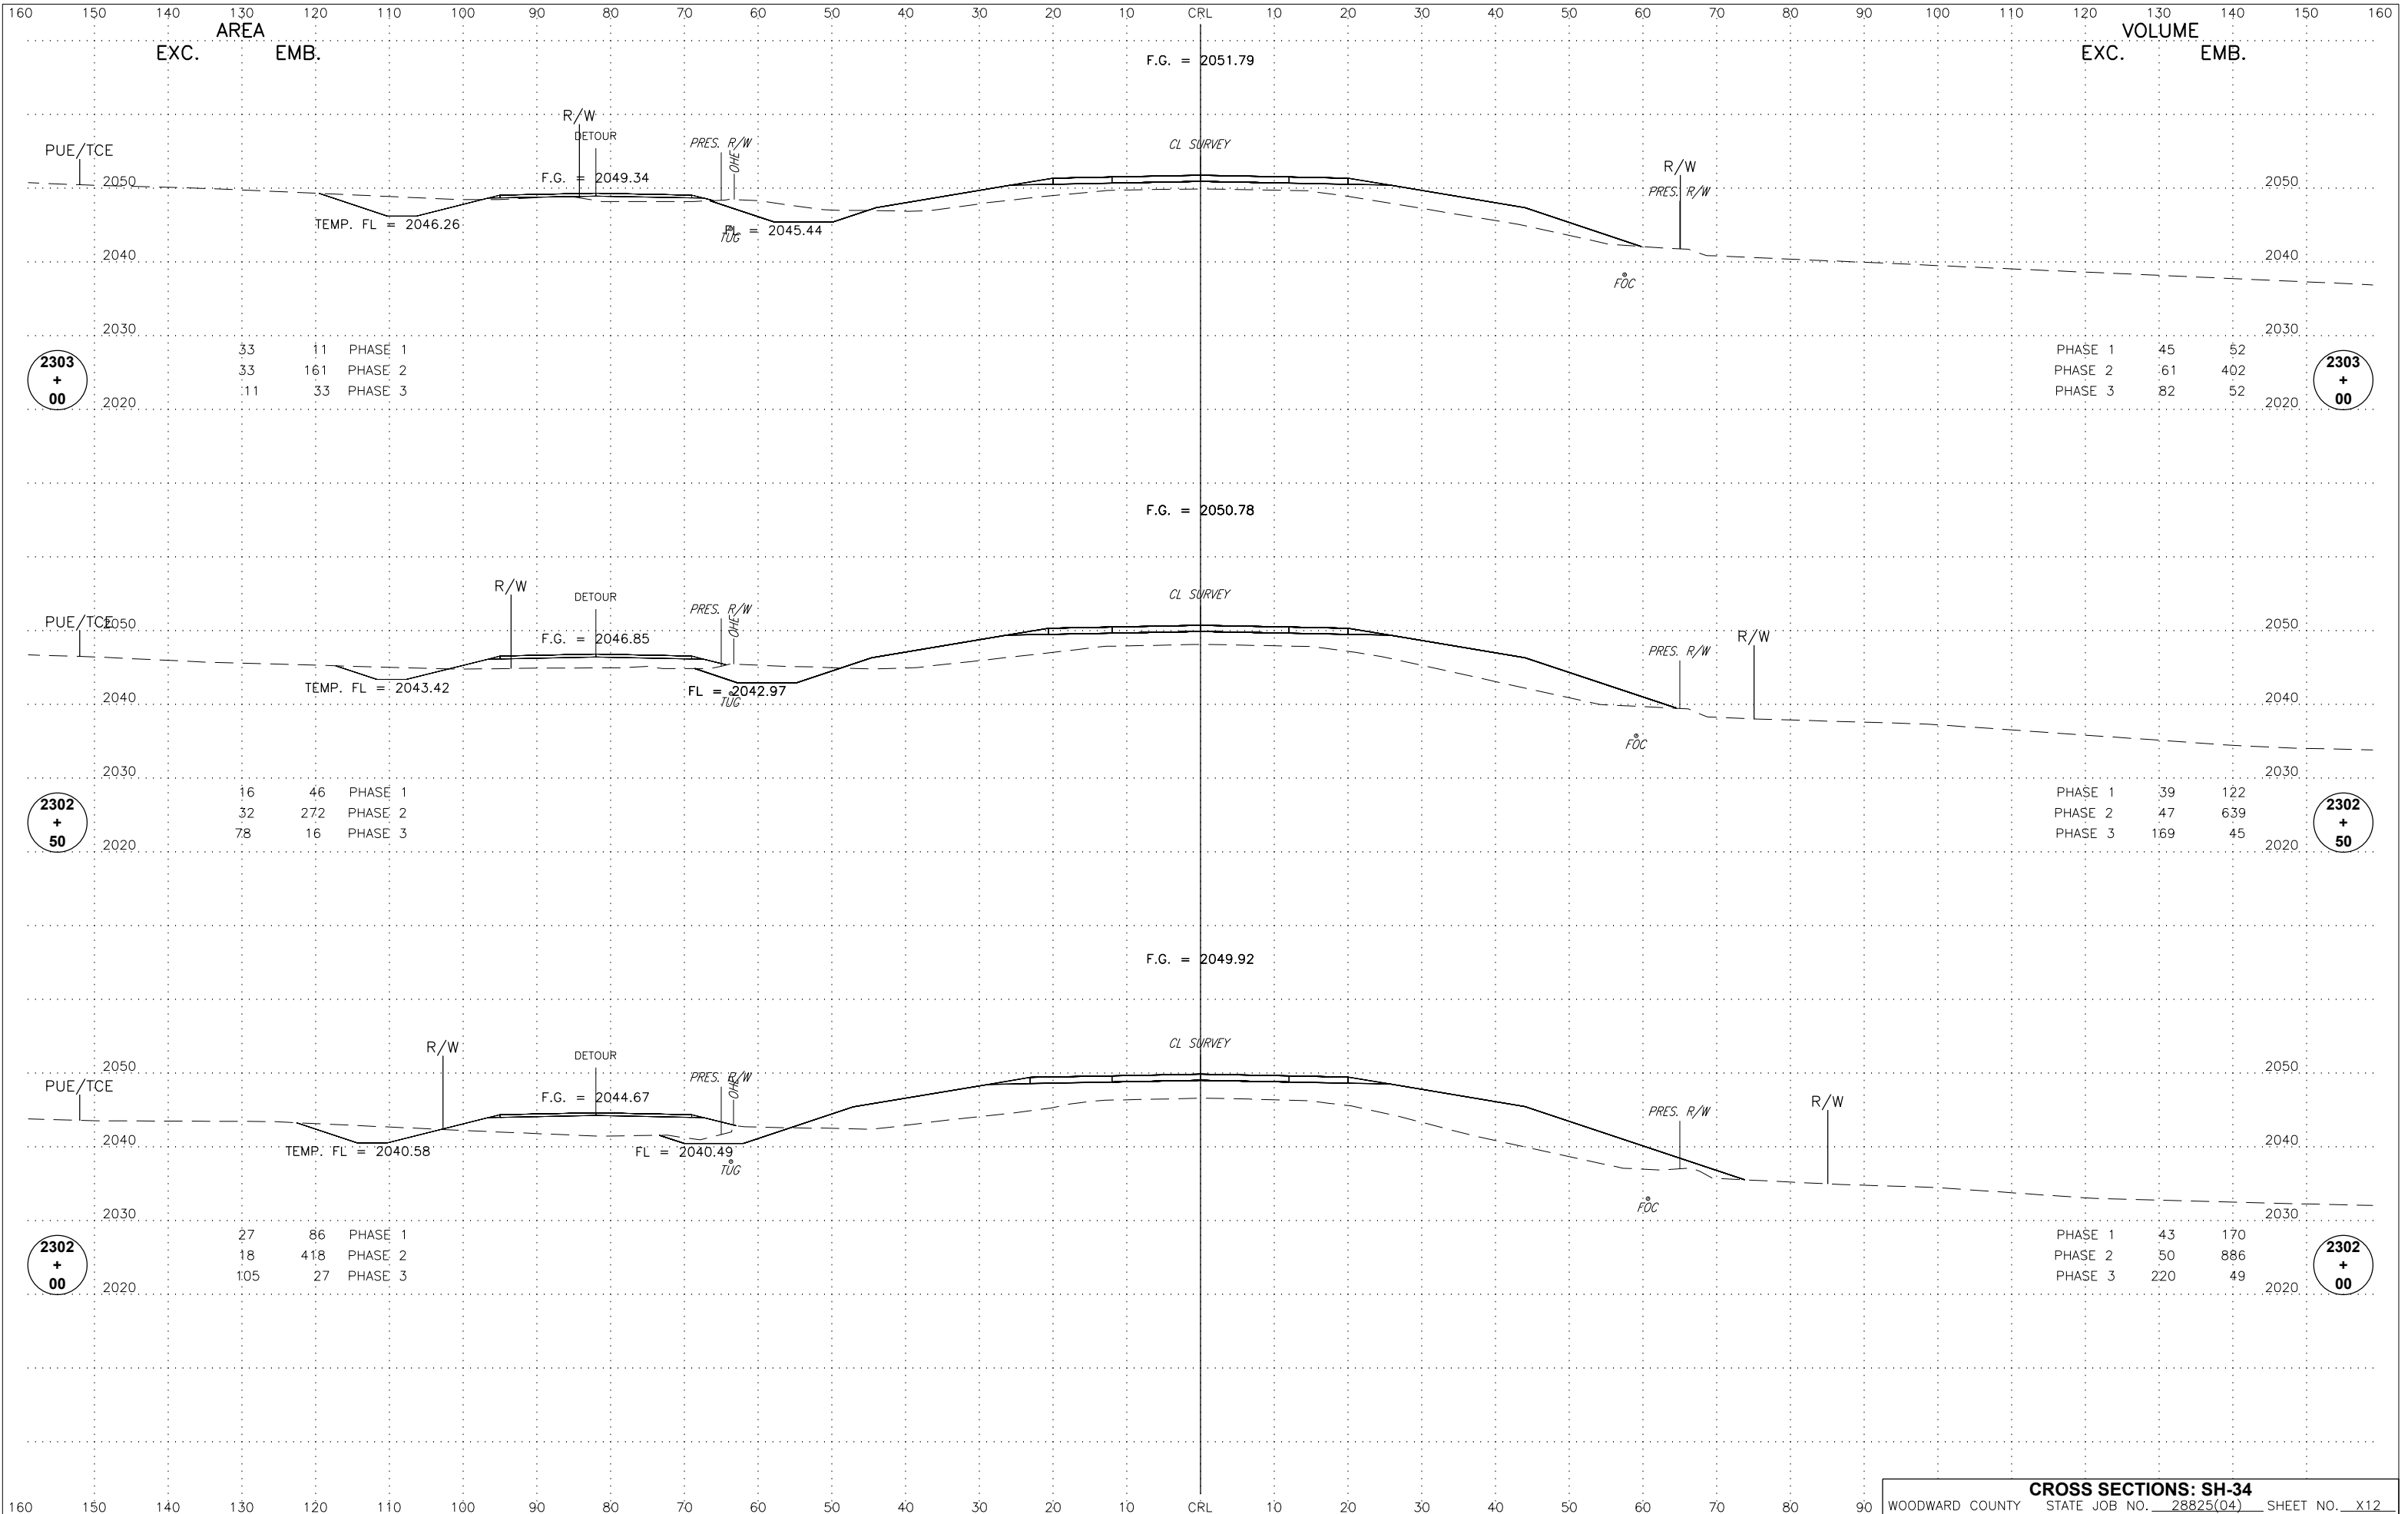 160 150 140 130 120 110 100 90 80 70 60 50 40 30 20 10 CRL 10 20 30 40 50 60 70 80 90 100 110 120 130 140 150 160
AREA
EXC. EMB.
VOLUME
EXC. EMB.
F.G. = 2051.79
R/W
DETOUR
PRES. R/W
OHE
CL SURVEY
PUE/TCE
R/W
F.G. = 2049.34
2050 2050
PRES. R/W
TEMP. FL = 2046.26
FL = 2045.44
TUG
2040 2040
FOC
2030 2030
33 11 PHASE 1
33 161 PHASE 2
11 33 PHASE 3
PHASE 1 45 52
PHASE 2 61 402
PHASE 3 82 52
2303
+
00
2303
+
00
2020 2020
F.G. = 2050.78
R/W
DETOUR
PRES. R/W
OHE
CL SURVEY
PUE/TCE
2050 2050
F.G. = 2046.85
R/W
PRES. R/W
TEMP. FL = 2043.42
FL = 2042.97
TUG
2040 2040
FOC
2030 2030
16 46 PHASE 1
32 272 PHASE 2
78 16 PHASE 3
PHASE 1 39 122
PHASE 2 47 639
PHASE 3 169 45
2302
+
50
2302
+
50
2020 2020
F.G. = 2049.92
R/W
DETOUR
PRES. R/W
OHE
CL SURVEY
2050 2050
PUE/TCE
F.G. = 2044.67
R/W
PRES. R/W
TEMP. FL = 2040.58
FL = 2040.49
TUG
2040 2040
FOC
2030 2030
27 86 PHASE 1
18 418 PHASE 2
105 27 PHASE 3
PHASE 1 43 170
PHASE 2 50 886
PHASE 3 220 49
2302
+
00
2302
+
00
2020 2020
160 150 140 130 120 110 100 90 80 70 60 50 40 30 20 10 CRL 10 20 30 40 50 60 70 80 90
CROSS SECTIONS: SH-34
WOODWARD COUNTY STATE JOB NO. 28825(04) SHEET NO. X12